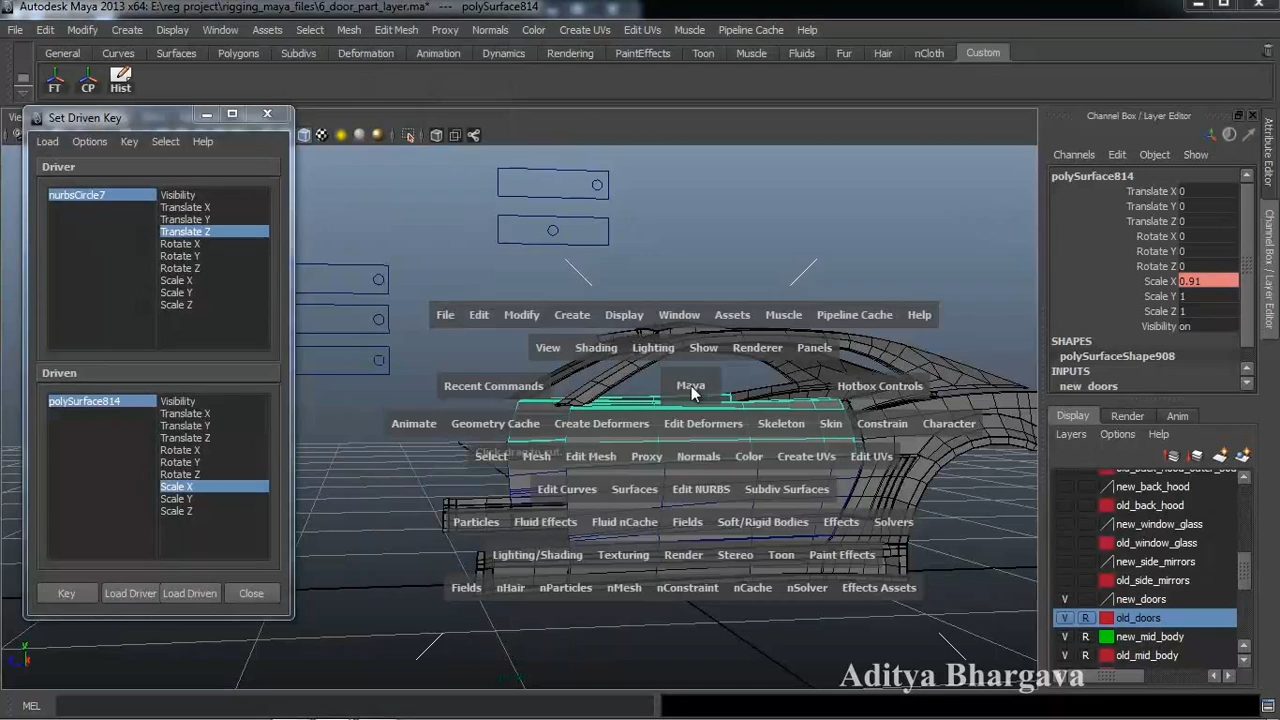 Autodesk Maya 2013 x64: E:\reg project\rigging_maya_files\6_door_part_layer.ma* --- polySurface814
File Edit Modify Create Display Window Assets Select Mesh Edit Mesh Proxy Normals Color Create UVs Edit UVs Muscle Pipeline Cache Help
General Curves Surfaces Polygons Subdivs Deformation Animation Dynamics Rendering PaintEffects Toon Muscle Fluids Fur Hair nCloth Custom
FT CP Hist
Set Driven Key
Load Options Key Select Help
Driver
nurbsCircle7
Visibility
Translate X
Translate Y
Translate Z
Rotate X
Rotate Y
Rotate Z
Scale X
Scale Y
Scale Z
Driven
polySurface814
Visibility
Translate X
Translate Y
Translate Z
Rotate X
Rotate Y
Rotate Z
Scale X
Scale Y
Scale Z
Key Load Driver Load Driven Close
File Edit Modify Create Display Window Assets Muscle Pipeline Cache Help
View Shading Lighting Show Renderer Panels
Recent Commands Maya Hotbox Controls
Animate Geometry Cache Create Deformers Edit Deformers Skeleton Skin Constrain Character
Select Mesh Edit Mesh Proxy Normals Color Create UVs Edit UVs
Edit Curves Surfaces Edit NURBS Subdiv Surfaces
Particles Fluid Effects Fluid nCache Fields Soft/Rigid Bodies Effects Solvers
Lighting/Shading Texturing Render Stereo Toon Paint Effects
Fields nHair nParticles nMesh nConstraint nCache nSolver Effects Assets
Channel Box / Layer Editor
Channels Edit Object Show
polySurface814
Translate X 0
Translate Y 0
Translate Z 0
Rotate X 0
Rotate Y 0
Rotate Z 0
Scale X 0.91
Scale Y 1
Scale Z 1
Visibility on
SHAPES
polySurfaceShape908
INPUTS
new_doors
Display Render Anim
Layers Options Help
new_back_hood
old_back_hood
new_window_glass
old_window_glass
new_side_mirrors
old_side_mirrors
V new_doors
V R old_doors
V R new_mid_body
V R old_mid_body
Attribute Editor
Channel Box / Layer Editor
y
Aditya Bhargava
MEL